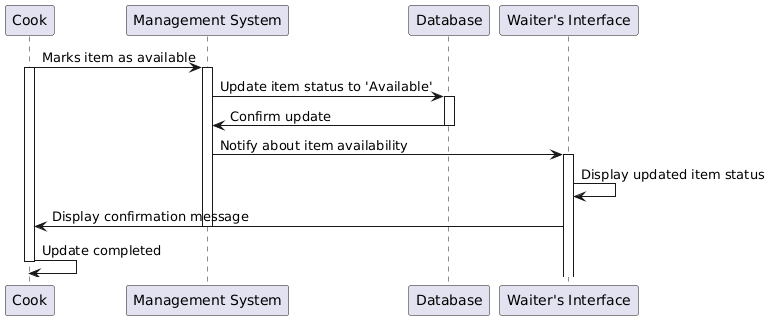 Cook
Management System
Database
Waiter's Interface
Marks item as available
Update item status to 'Available'
Confirm update
Notify about item availability
Display updated item status
Display confirmation message
Update completed
Cook
Management System
Database
Waiter's Interface